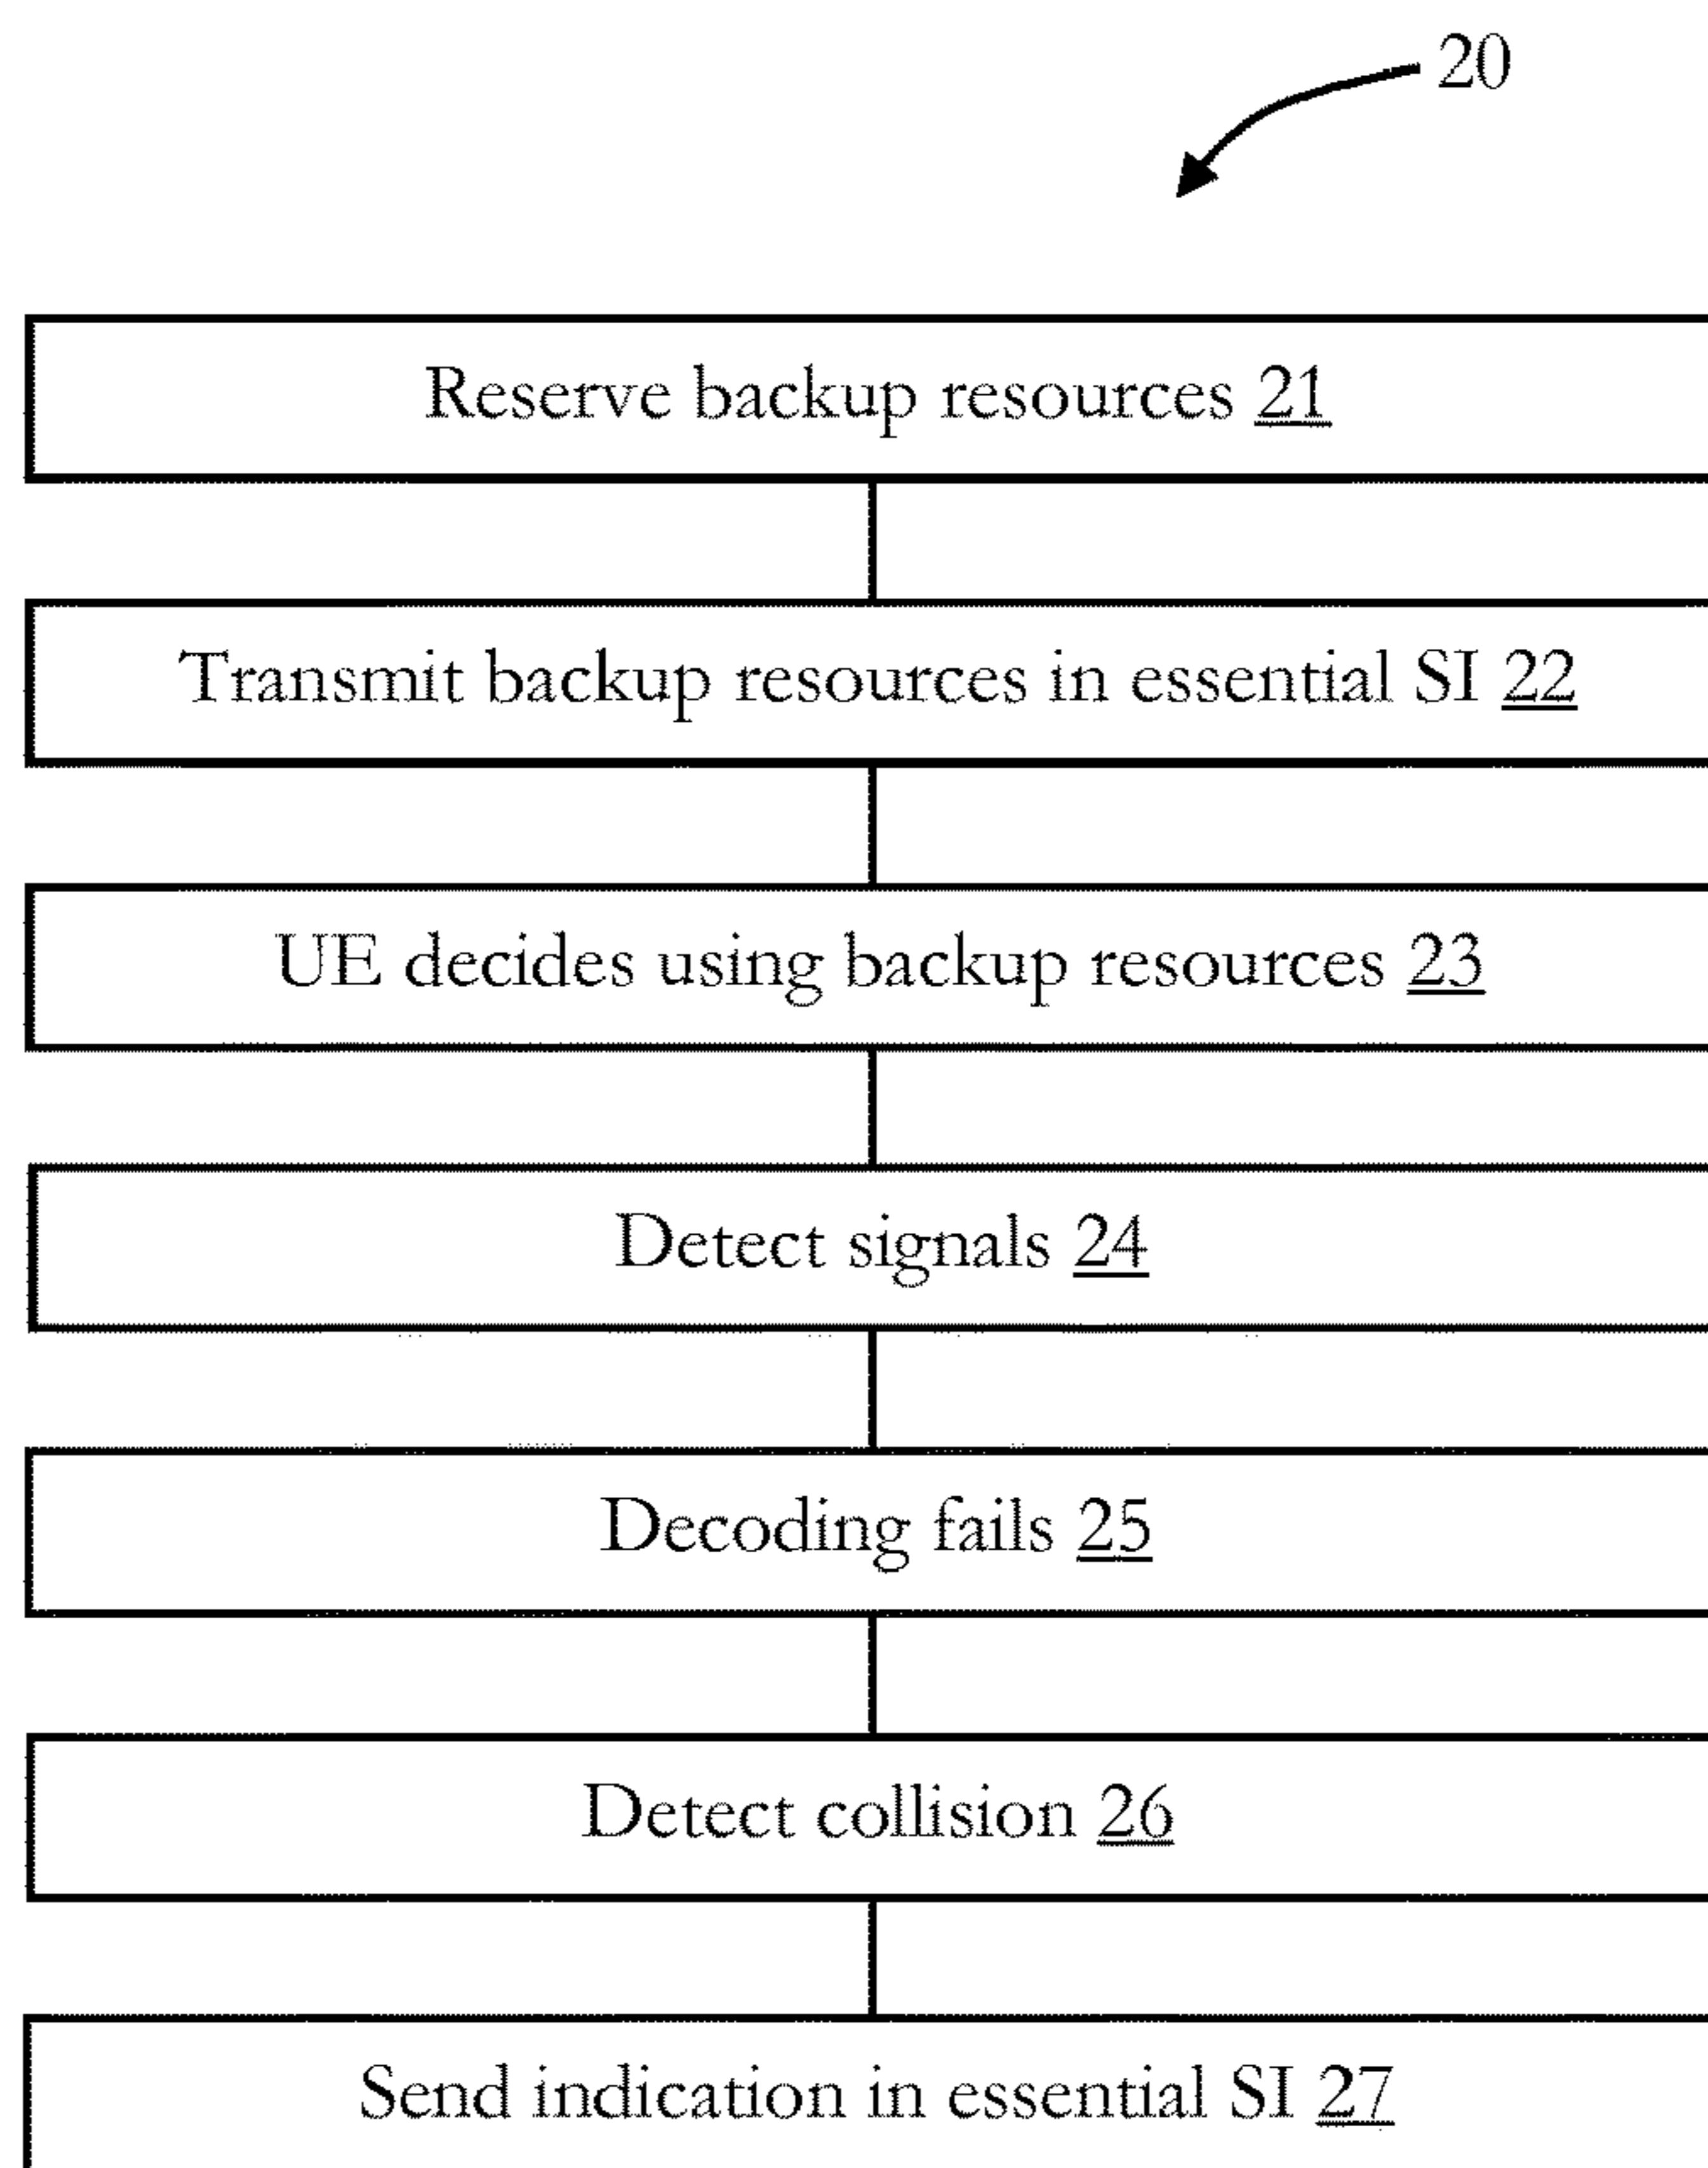 20
Reserve backup resources 21
Transmit backup resources in essential SI 22
UE decides using backup resources 23
Detect signals 24
Decoding fails 25
Detect collision 26
Send indication in essential SI 27